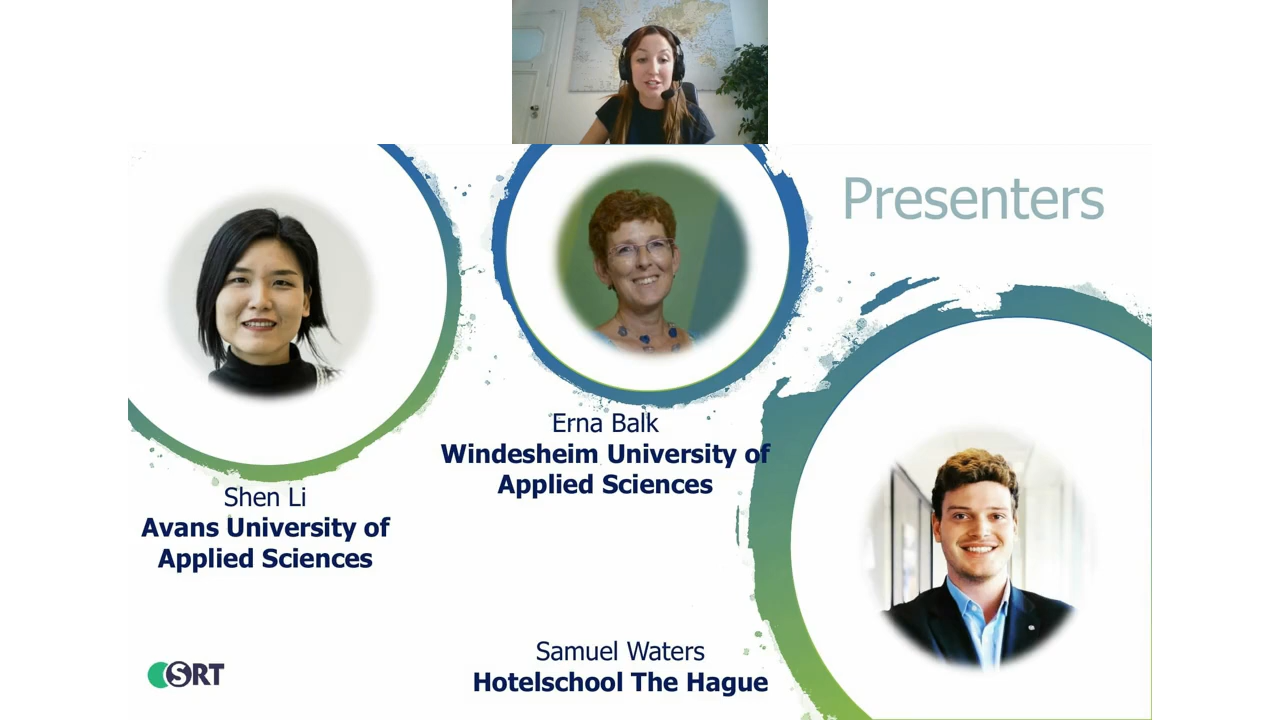 Presenters
Erna Balk
Windesheim University of
Applied Sciences
Shen Li
Avans University of
Applied Sciences
Samuel Waters
Hotelschool The Hague
SRT